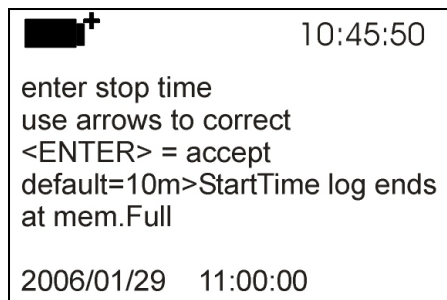 10:45:50
enter stop time
use arrows to correct
<ENTER> = accept
default=10m>StartTime log ends
at mem.Full
2006/01/29 11:00:00